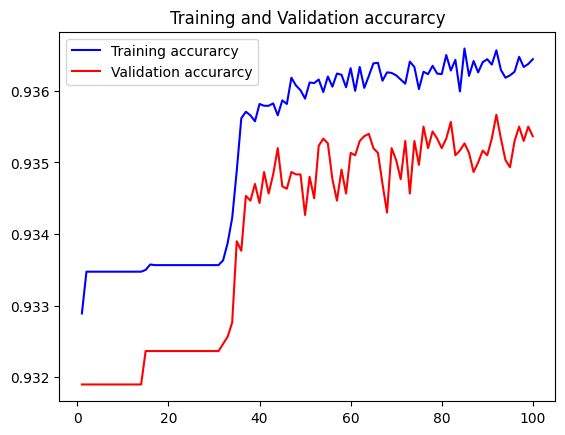 Training and Validation accurarcy
Training accurarcy
Validation accurarcy
0.936
0.935
0.934
0.933
0.932
0 20 40 60 80 100